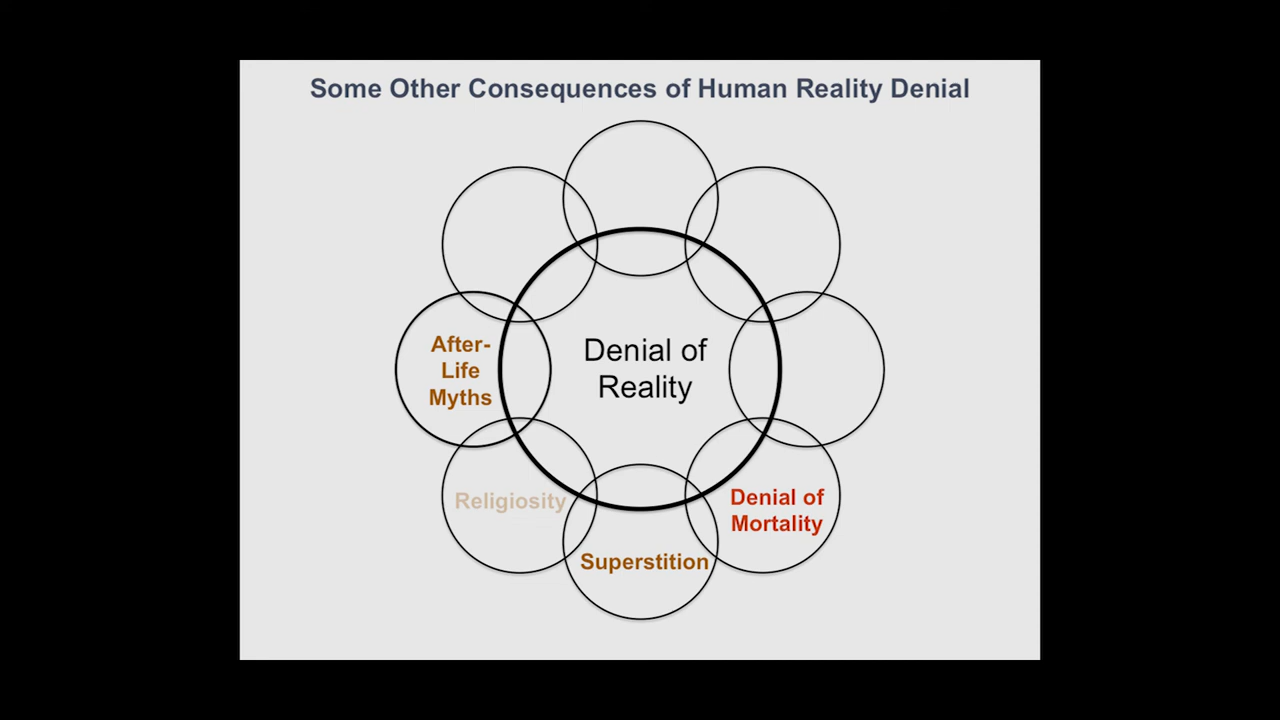 Some Other Consequences of Human Reality Denial
After-
Life
Myths
Denial of
Reality
Religiosity
Superstition
Denial of
Mortality